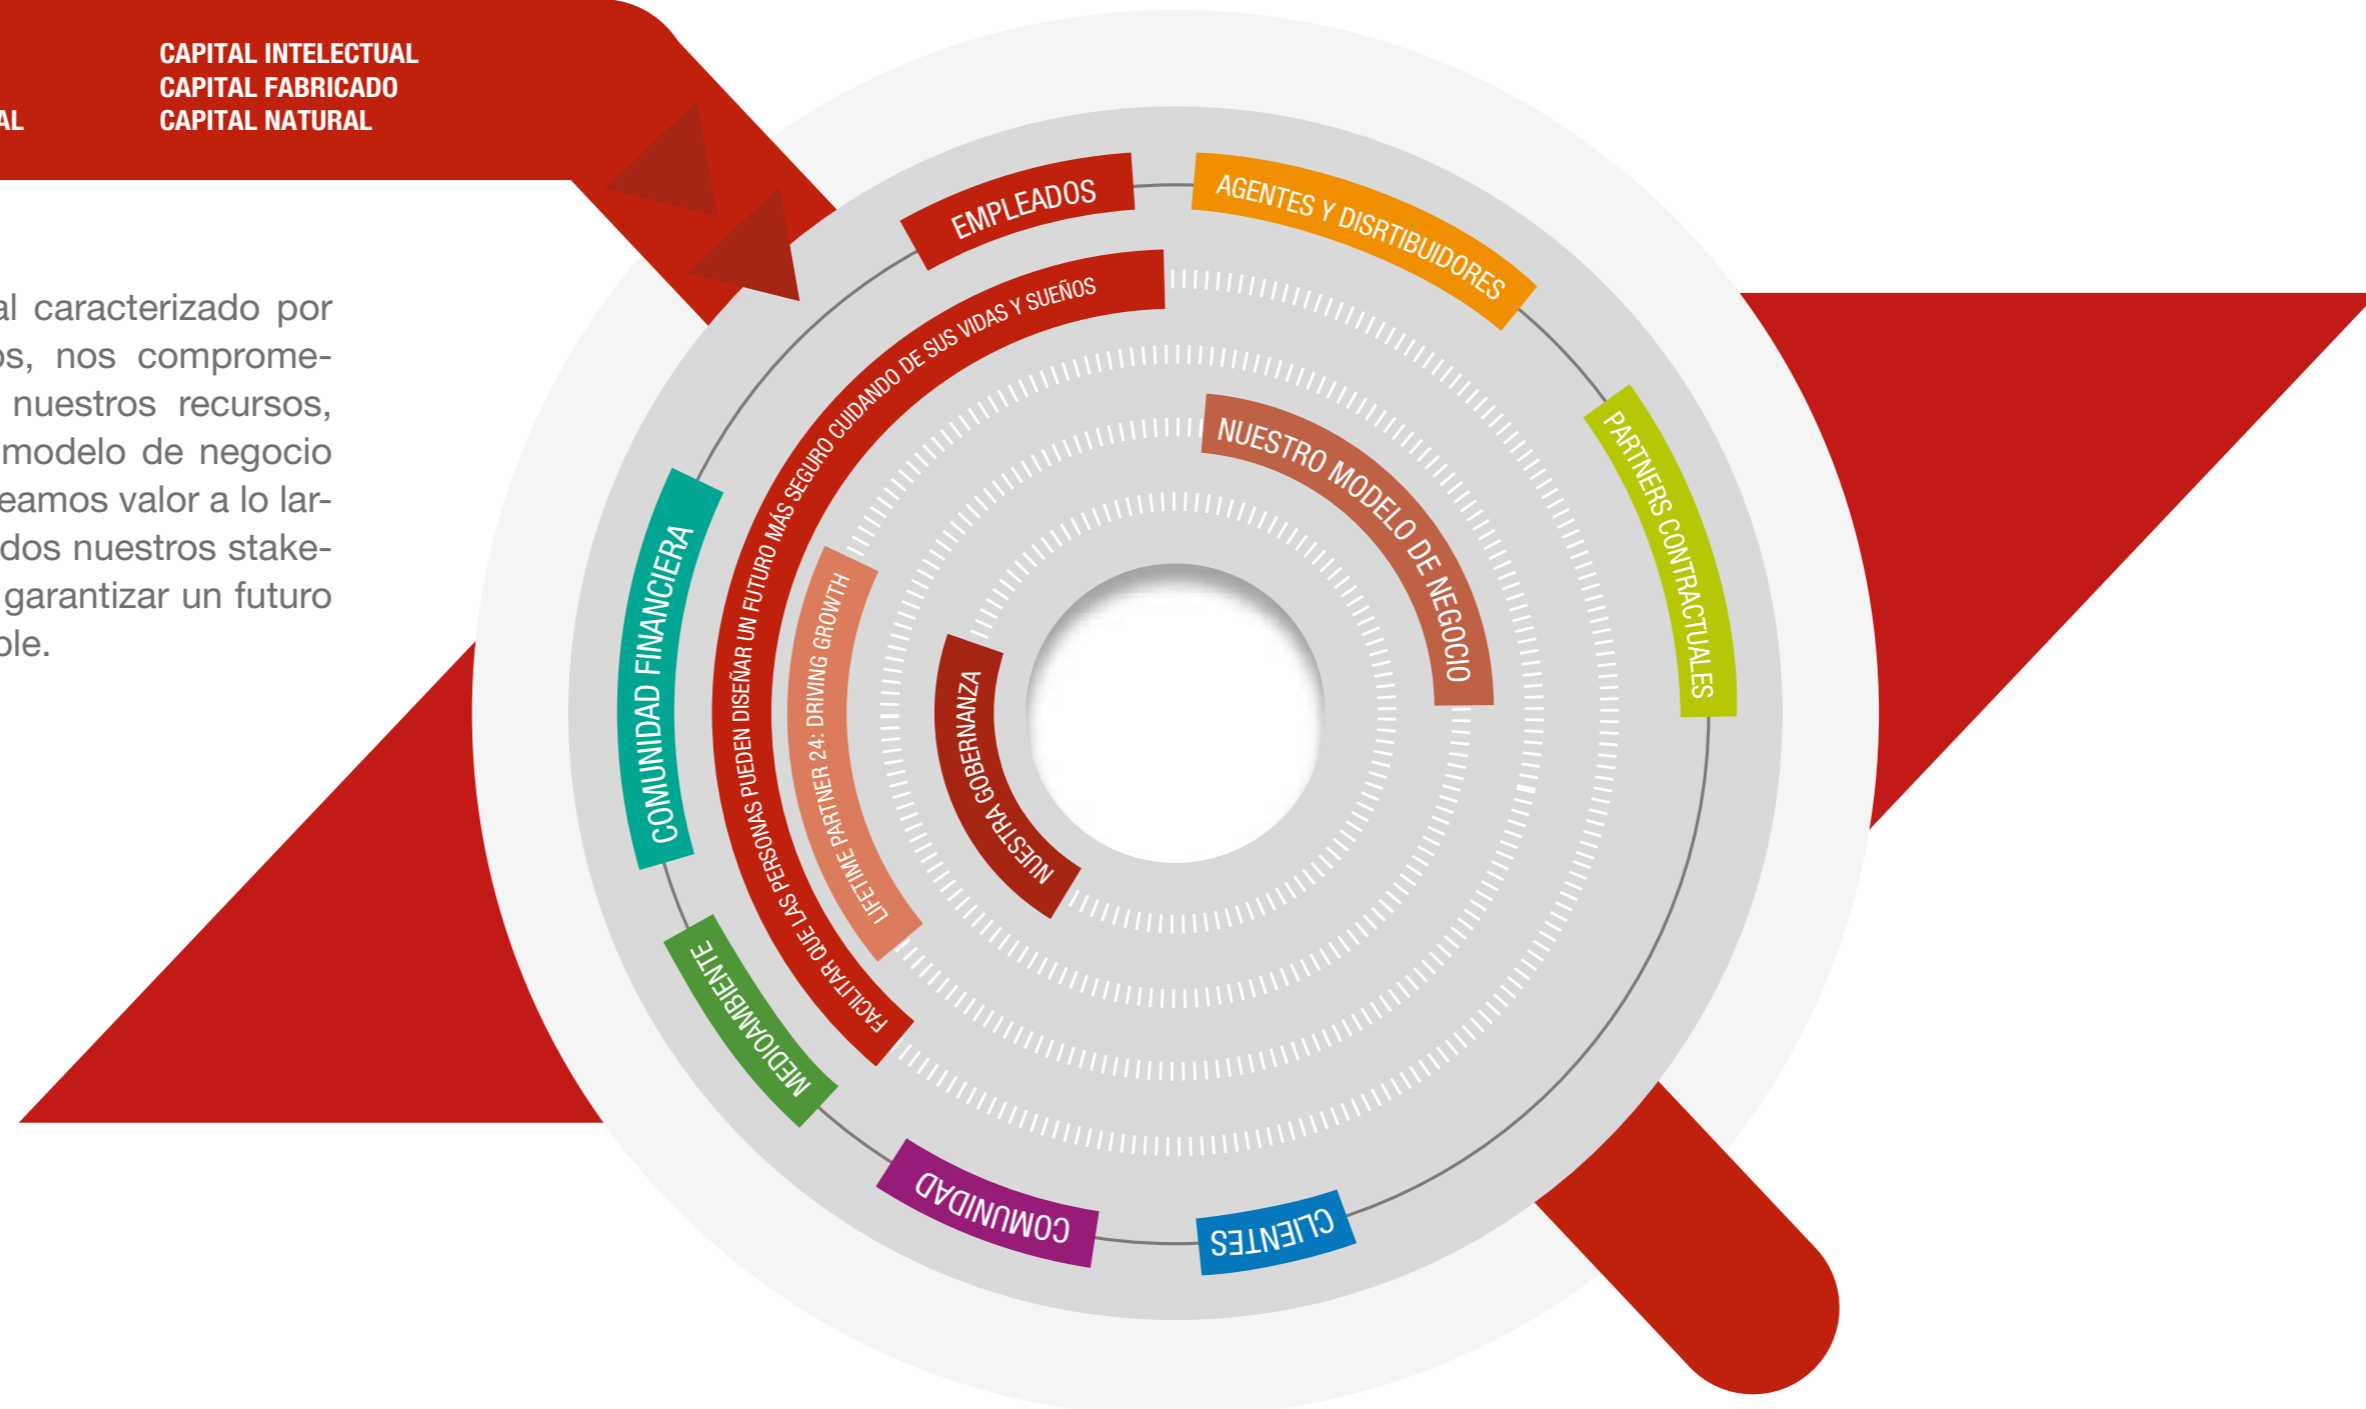 CAPITAL INTELECTUAL
CAPITAL FABRICADO
AL CAPITAL NATURAL
al caracterizado por
os, nos comprome-
nuestros recursos,
modelo de negocio
eamos valor a lo lar-
dos nuestros stake-
garantizar un futuro
ble.
EMPLEADOS
AGENTES Y DISRTIBUIDORES
PARTNERS CONTRACTUALES
CLIENTES
COMUNIDAD
MEDIOAMBIENTE
COMUNIDAD FINANCIERA
FACILITAR QUE LAS PERSONAS PUEDEN DISEÑAR UN FUTURO MÁS SEGURO CUIDANDO DE SUS VIDAS Y SUEÑOS
LIFETIME PARTNER 24: DRIVING GROWTH
NUESTRO MODELO DE NEGOCIO
NUESTRA GOBERNANZA